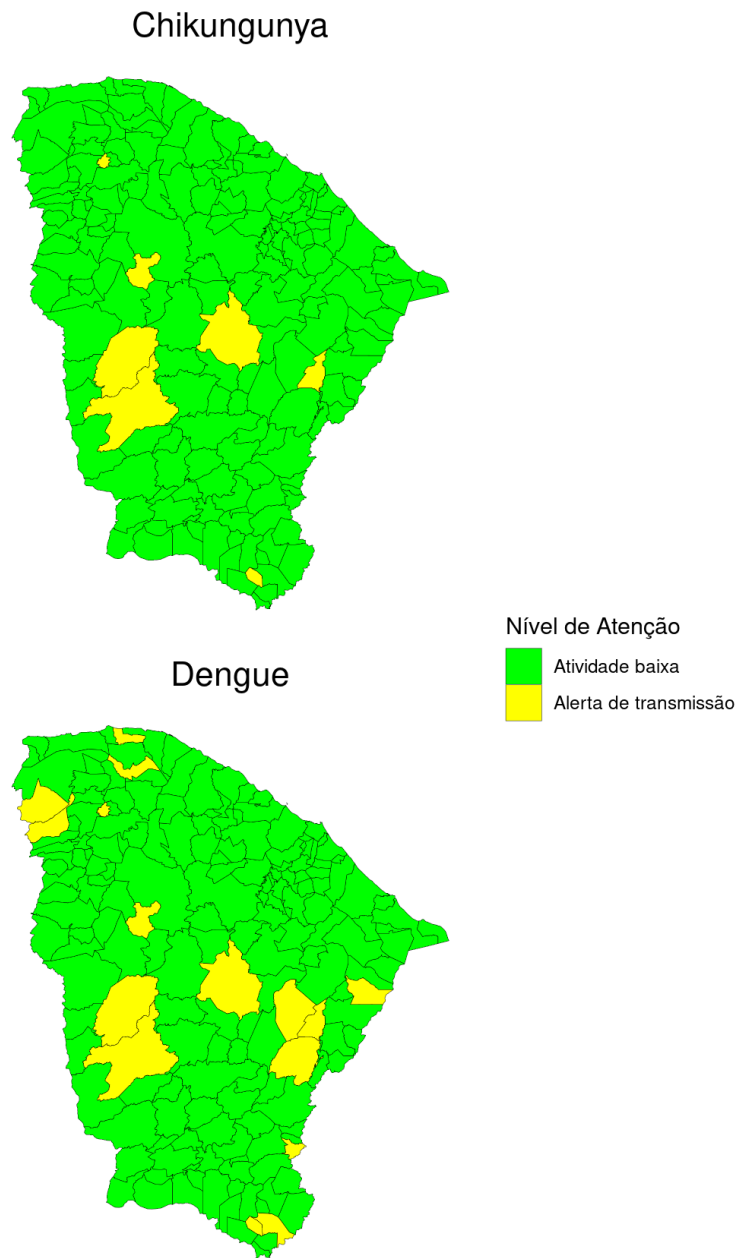 Chikungunya
Nível de Atenção
Atividade baixa
Alerta de transmissão
Dengue